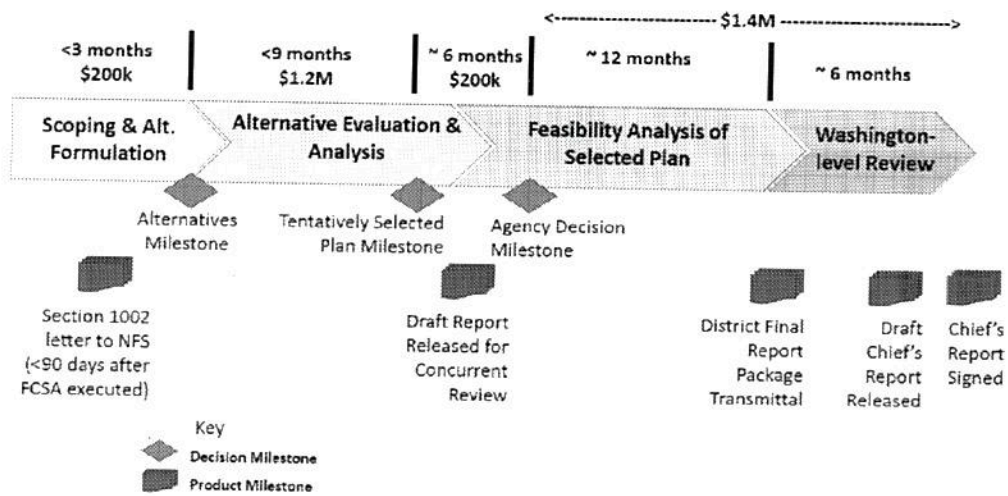 $1.4M
<3 months
$200k
<9 months
$1.2M
~ 6 months
$200k
~ 12 months
~ 6 months
Scoping & Alt.
Formulation
Alternative Evaluation &
Analysis
Feasibility Analysis of
Selected Plan
Washington-
level Review
Alternatives
Milestone
Tentatively Selected
Plan Milestone
Agency Decision
Milestone
Section 1002
letter to NFS
(<90 days after
FCSA executed)
Draft Report
Released for
Concurrent
Review
District Final
Report
Package
Transmittal
Draft
Chief's
Report
Released
Chief's
Report
Signed
Key
Decision Milestone
Product Milestone